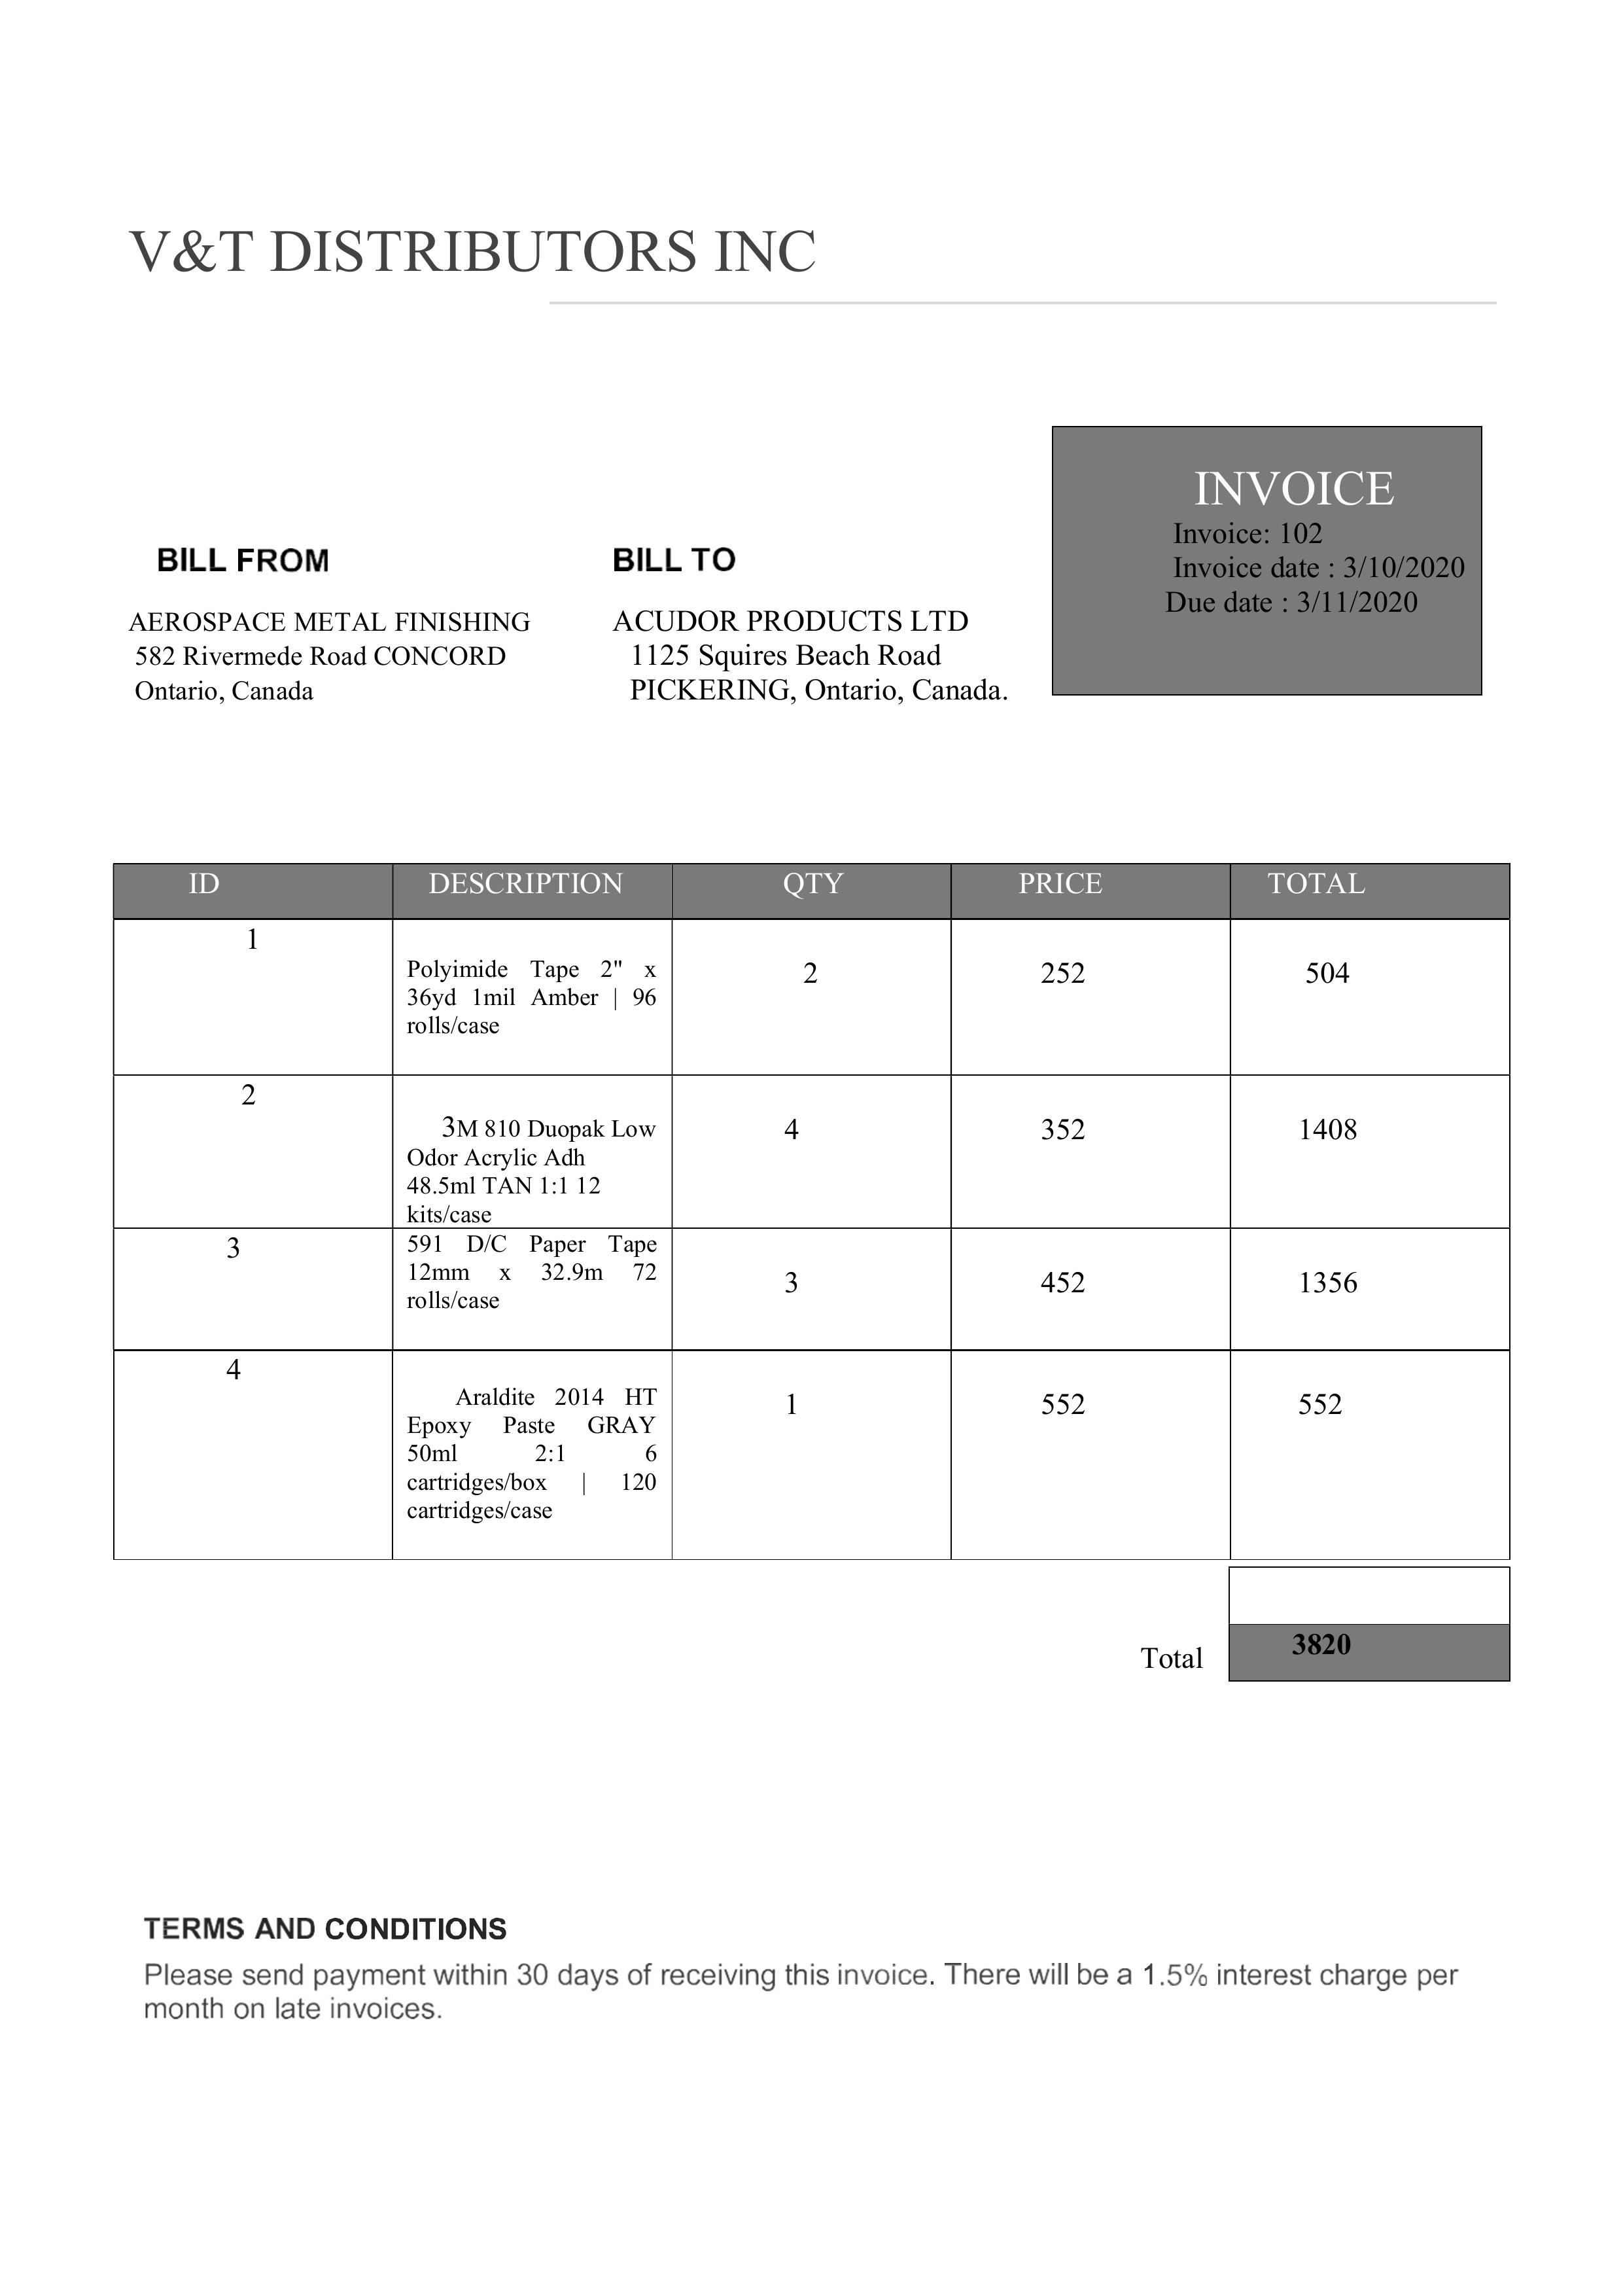 V&T DISTRIBUTORS INC
INVOICE
Invoice: 102
Invoice date : 3/10/2020
Due date : 3/11/2020
BILL FROM
AEROSPACE METAL FINISHING
582 Rivermede Road CONCORD
Ontario, Canada
BILL TO
ACUDOR PRODUCTS LTD
1125 Squires Beach Road
PICKERING, Ontario, Canada.
ID DESCRIPTION QTY PRICE TOTAL
1
Polyimide Tape 2" x
36yd 1mil Amber | 96
rolls/case
2 252 504
2
3M 810 Duopak Low
Odor Acrylic Adh
48.5ml TAN 1:1 12
kits/case
4 352 1408
3
591 D/C Paper Tape
12mm x 32.9m 72
rolls/case
3 452 1356
4
Araldite 2014 HT
Epoxy Paste GRAY
50ml 2:1 6
cartridges/box | 120
cartridges/case
1 552 552
Total 3820
TERMS AND CONDITIONS
Please send payment within 30 days of receiving this invoice. There will be a 1.5% interest charge per
month on late invoices.